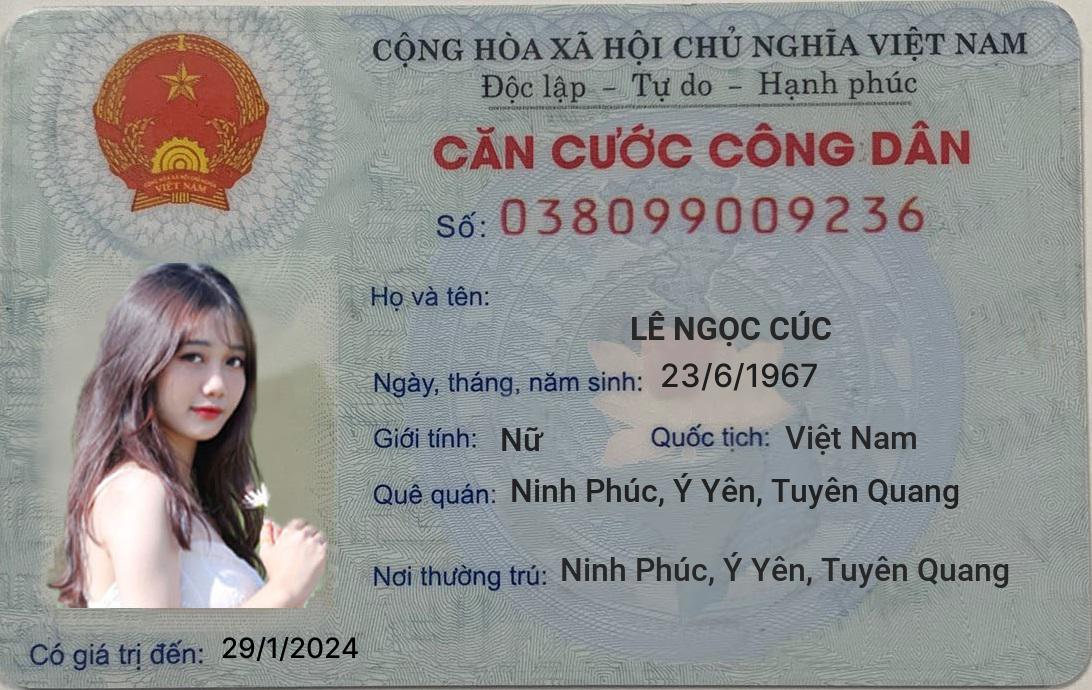 CỘNG HÒA XÃ HỘI CHỦ NGHĨA VIỆT NAM
Độc lập – Tự do – Hạnh phúc
CĂN CƯỚC CÔNG DÂN
Số: 038099009236
Họ và tên:
LÊ NGỌC CÚC
Ngày, tháng, năm sinh: 23/6/1967
Giới tính: Nữ Quốc tịch: Việt Nam
Quê quán: Ninh Phúc, Ý Yên, Tuyên Quang
Nơi thường trú: Ninh Phúc, Ý Yên, Tuyên Quang
Có giá trị đến: 29/1/2024
VIỆT NAM